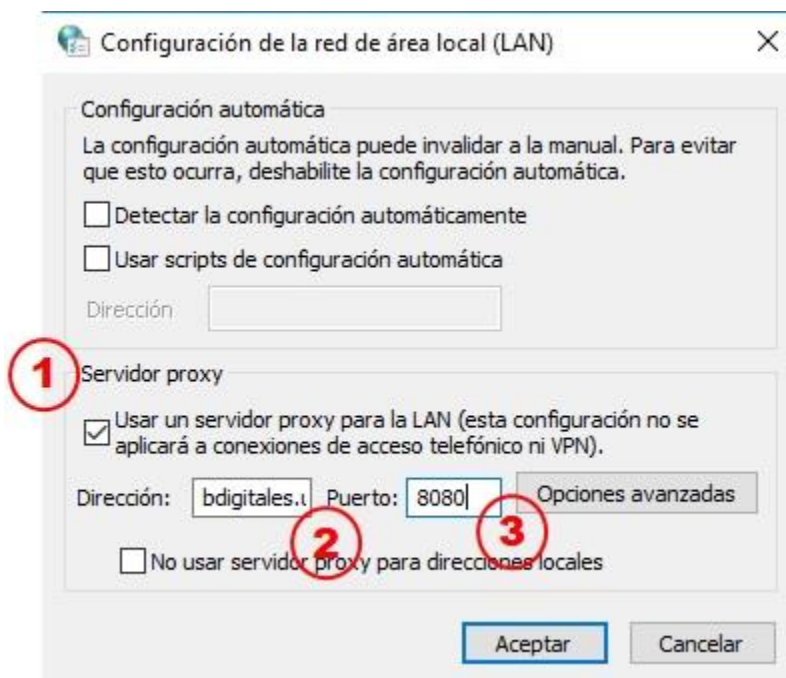 Configuración de la red de área local (LAN)
Configuración automática
La configuración automática puede invalidar a la manual. Para evitar
que esto ocurra, deshabilite la configuración automática.
Detectar la configuración automáticamente
Usar scripts de configuración automática
Dirección
1
Servidor proxy
Usar un servidor proxy para la LAN (esta configuración no se
aplicará a conexiones de acceso telefónico ni VPN).
Dirección: bdigitales.u Puerto: 8080 Opciones avanzadas
2 3
No usar servidor proxy para direcciones locales
Aceptar Cancelar